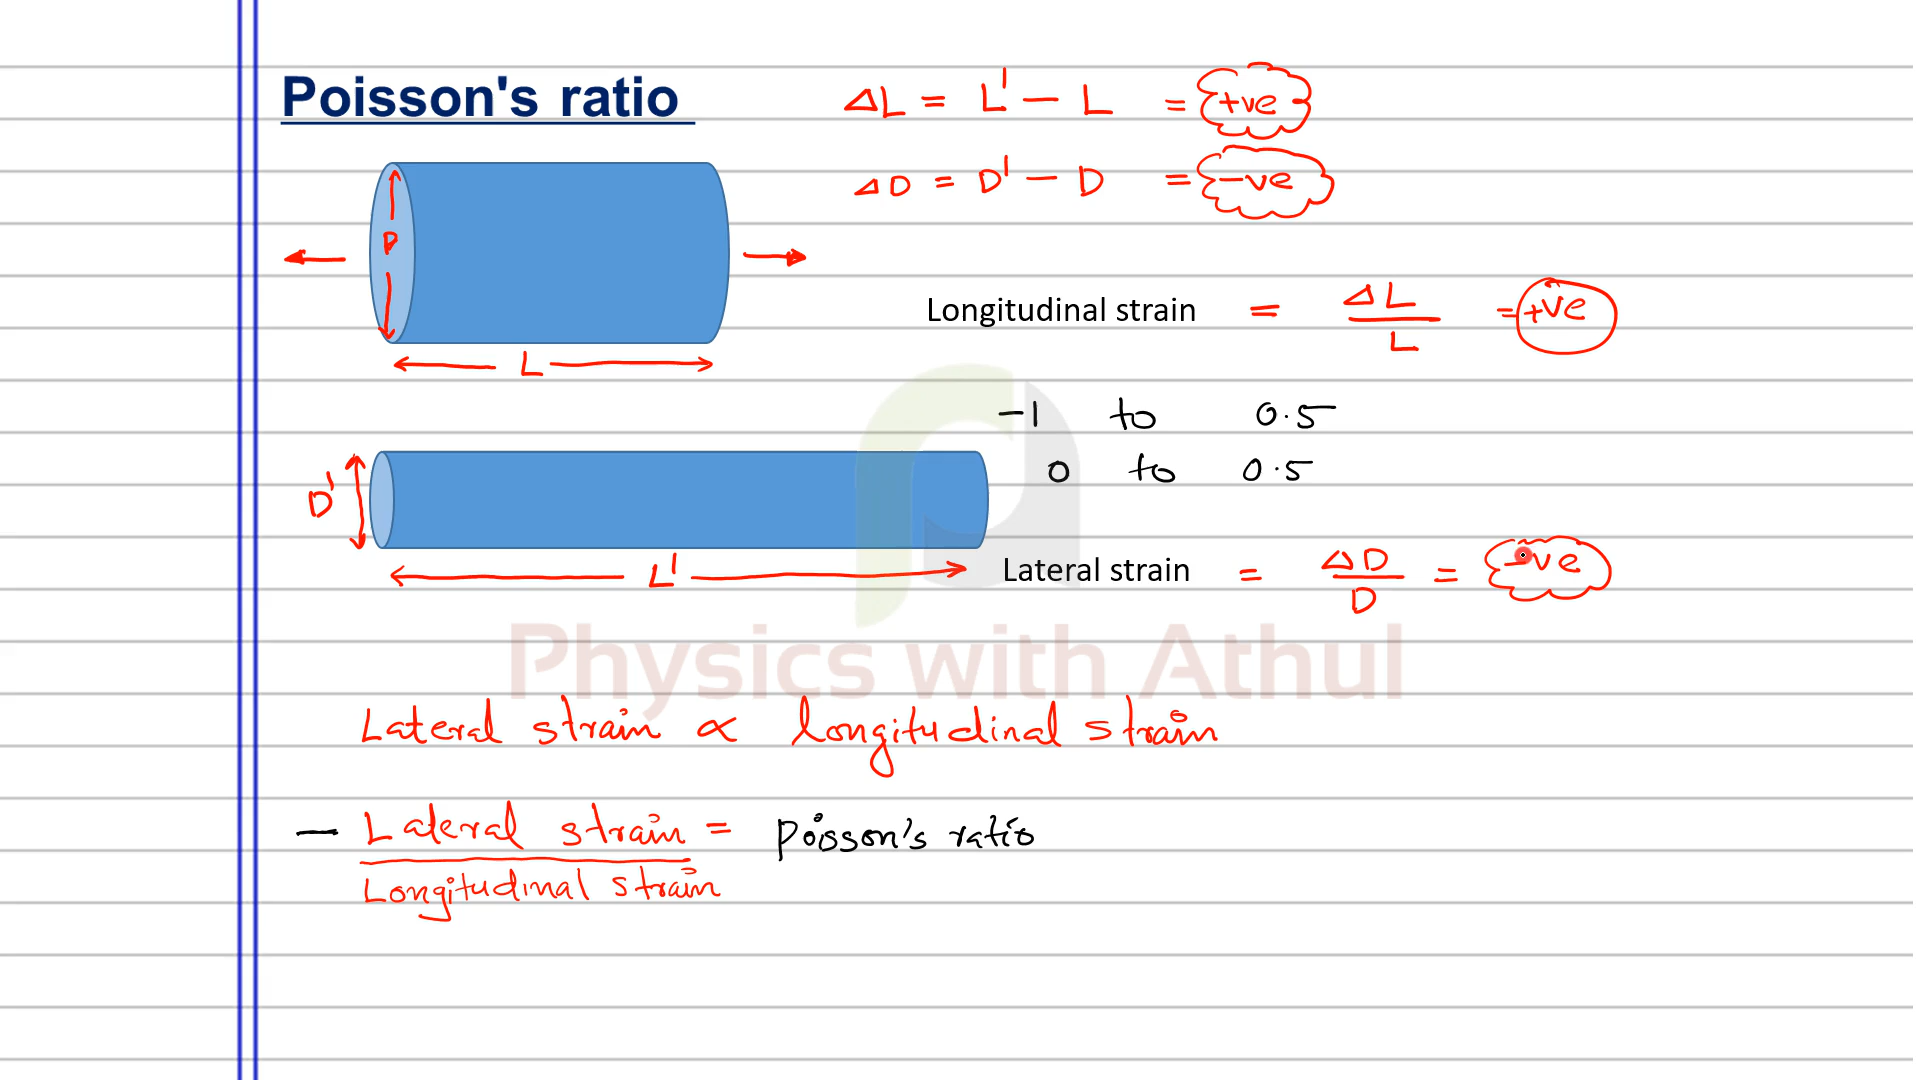 Poisson's ratio
ΔL = L' − L = +ve
ΔD = D' − D = −ve
D
Longitudinal strain = ΔL/L = +ve
L
−1 to 0.5
0 to 0.5
D'
L'
Lateral strain = ΔD/D = −ve
Physics with Athul
Lateral strain ∝ longitudinal strain
− Lateral strain = poisson's ratio
Longitudinal strain